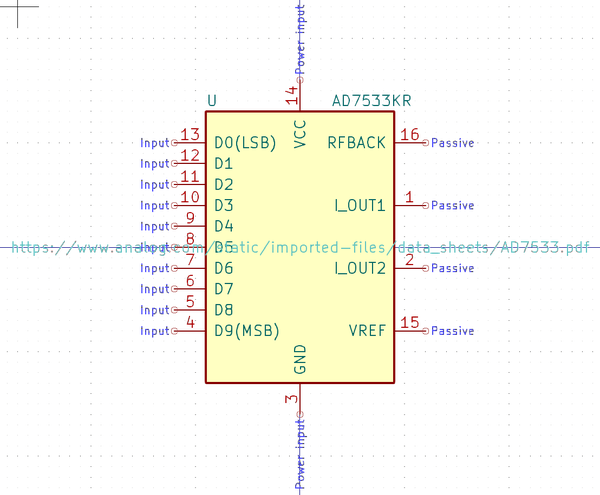 Power input
14
U AD7533KR
VCC
Input 13 D0(LSB) RFBACK 16 Passive
Input 12 D1
Input 11 D2
Input 10 D3 I_OUT1 1 Passive
Input 9 D4
Input 8 D5
https://www.analog.com/static/imported-files/data_sheets/AD7533.pdf
Input 7 D6 I_OUT2 2 Passive
Input 6 D7
Input 5 D8
Input 4 D9(MSB) VREF 15 Passive
GND
3
Power input